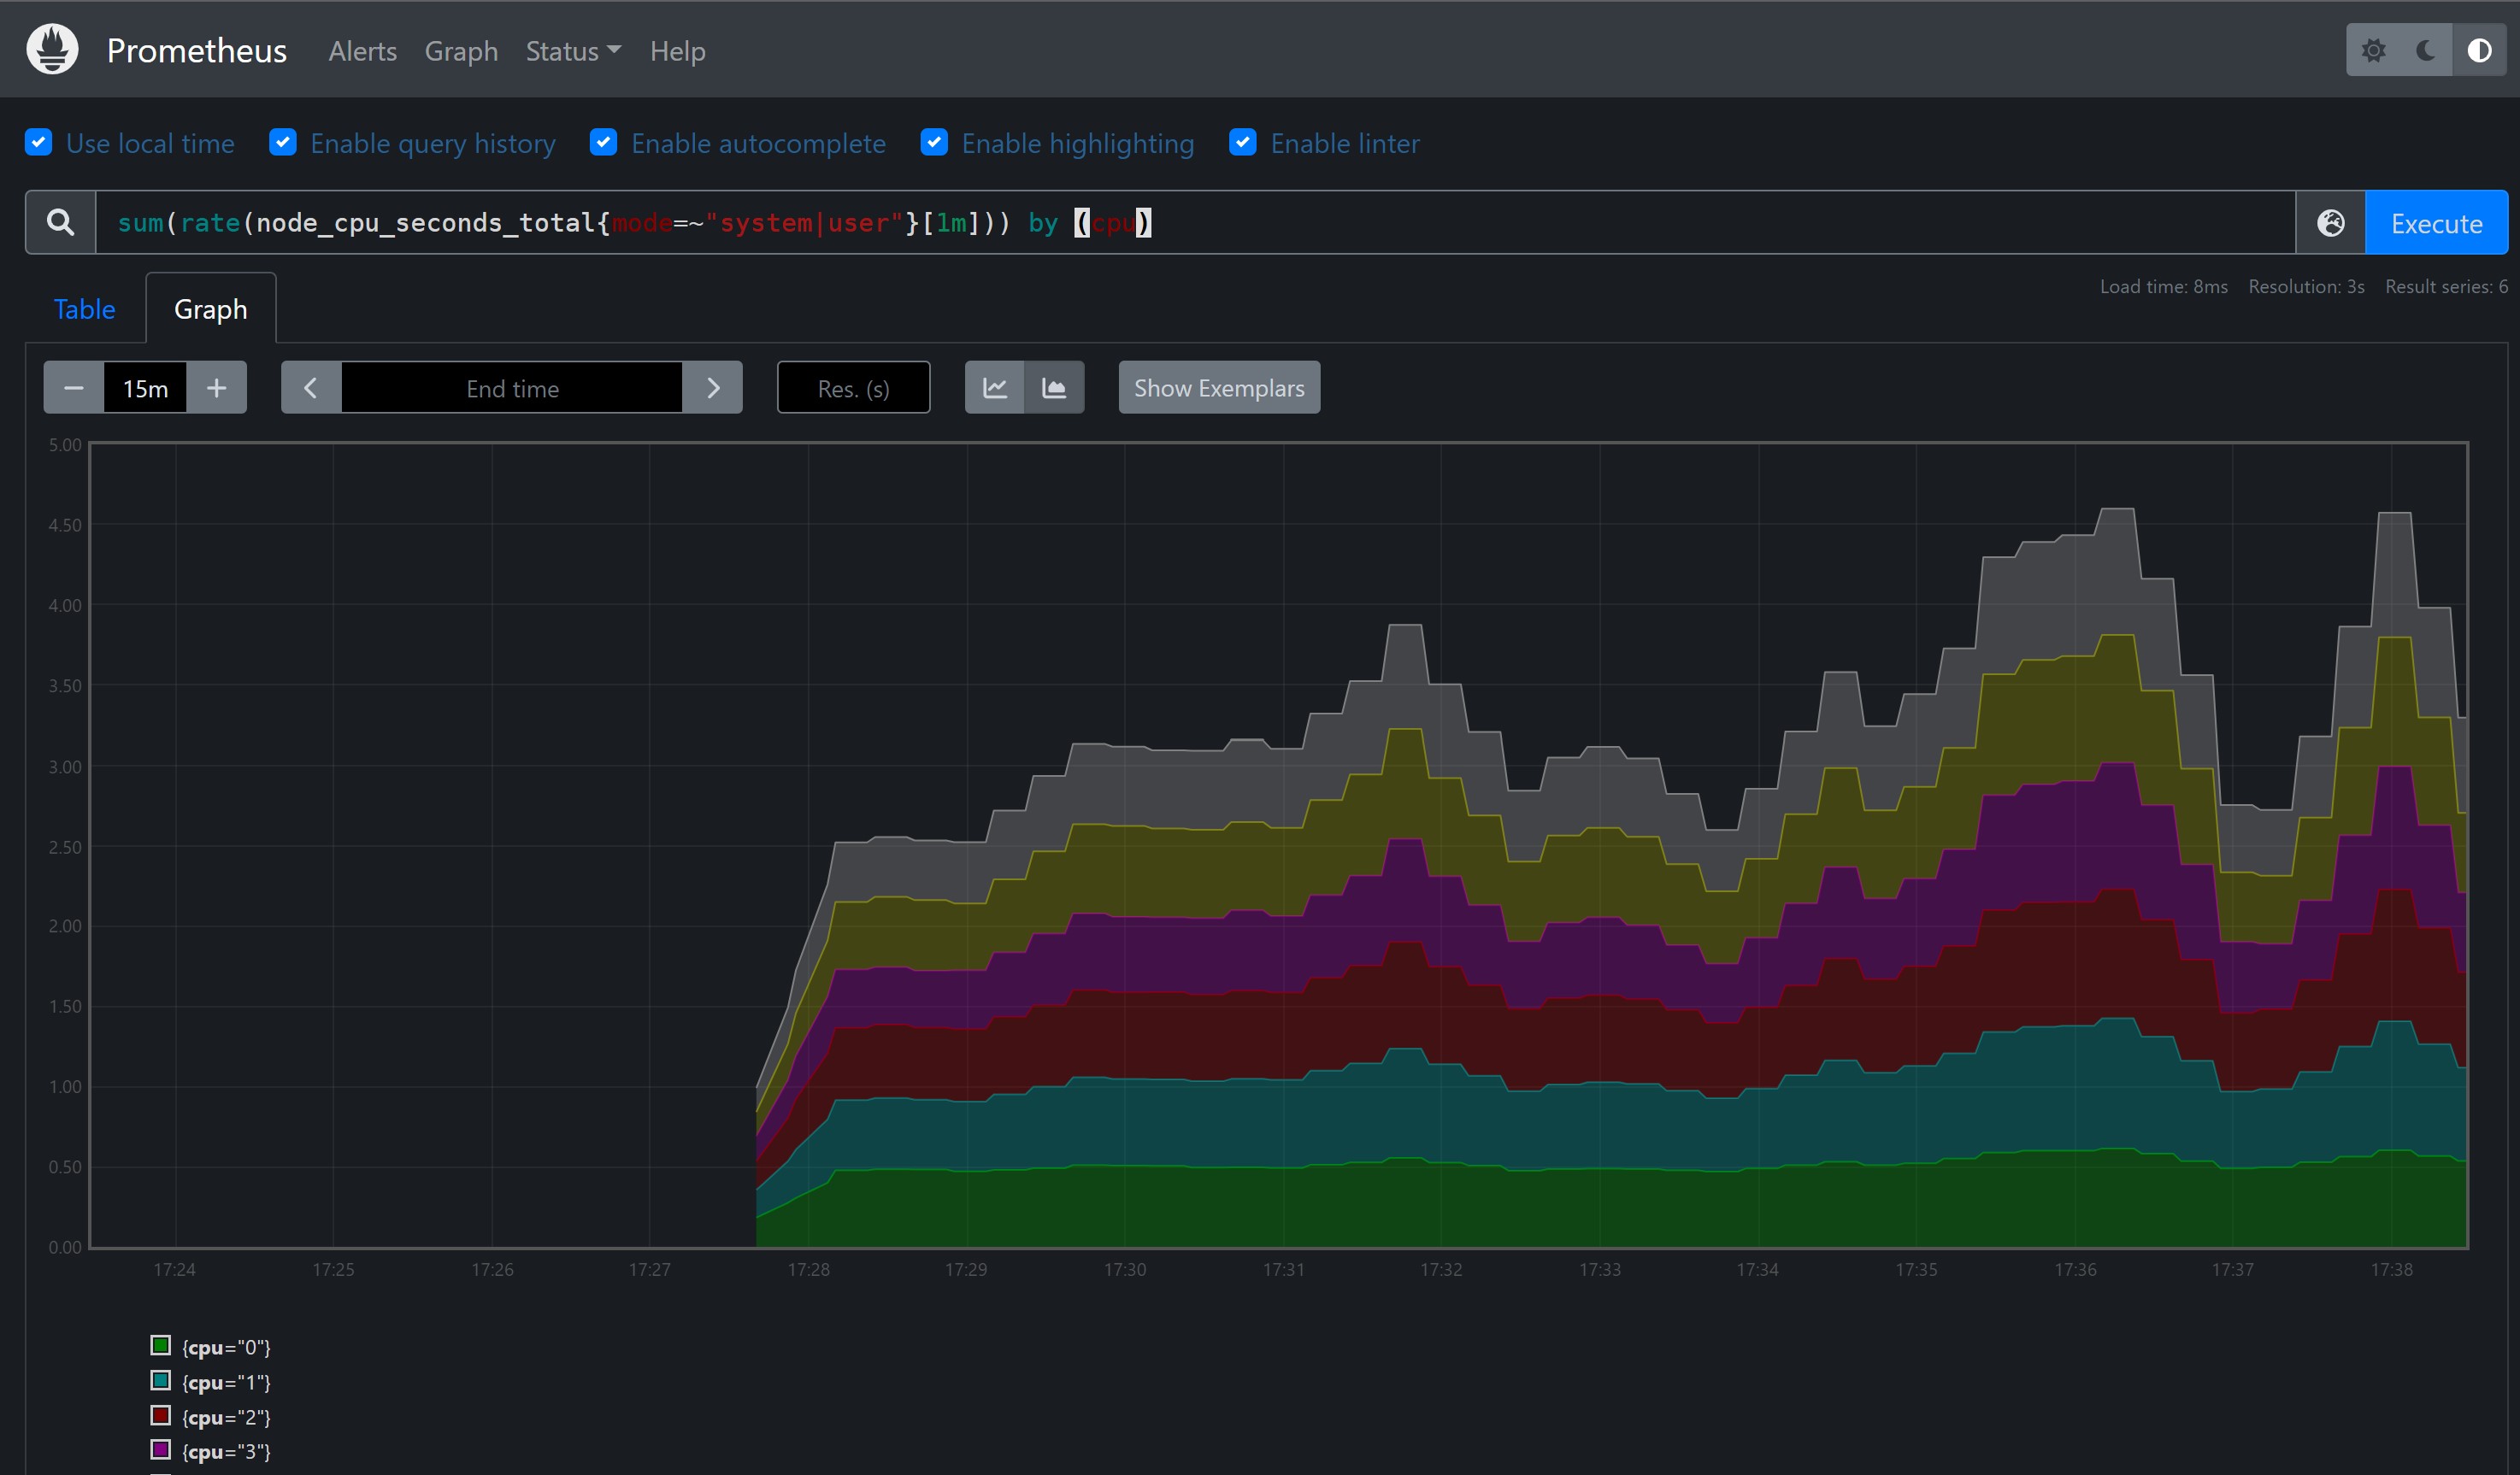 Prometheus Alerts Graph Status Help
Use local time Enable query history Enable autocomplete Enable highlighting Enable linter
sum(rate(node_cpu_seconds_total{mode=~"system|user"}[1m])) by (cpu) Execute
Load time: 8ms Resolution: 3s Result series: 6
Table Graph
15m End time Res. (s) Show Exemplars
5.00
4.50
4.00
3.50
3.00
2.50
2.00
1.50
1.00
0.50
0.00
17:24 17:25 17:26 17:27 17:28 17:29 17:30 17:31 17:32 17:33 17:34 17:35 17:36 17:37 17:38
{cpu="0"}
{cpu="1"}
{cpu="2"}
{cpu="3"}